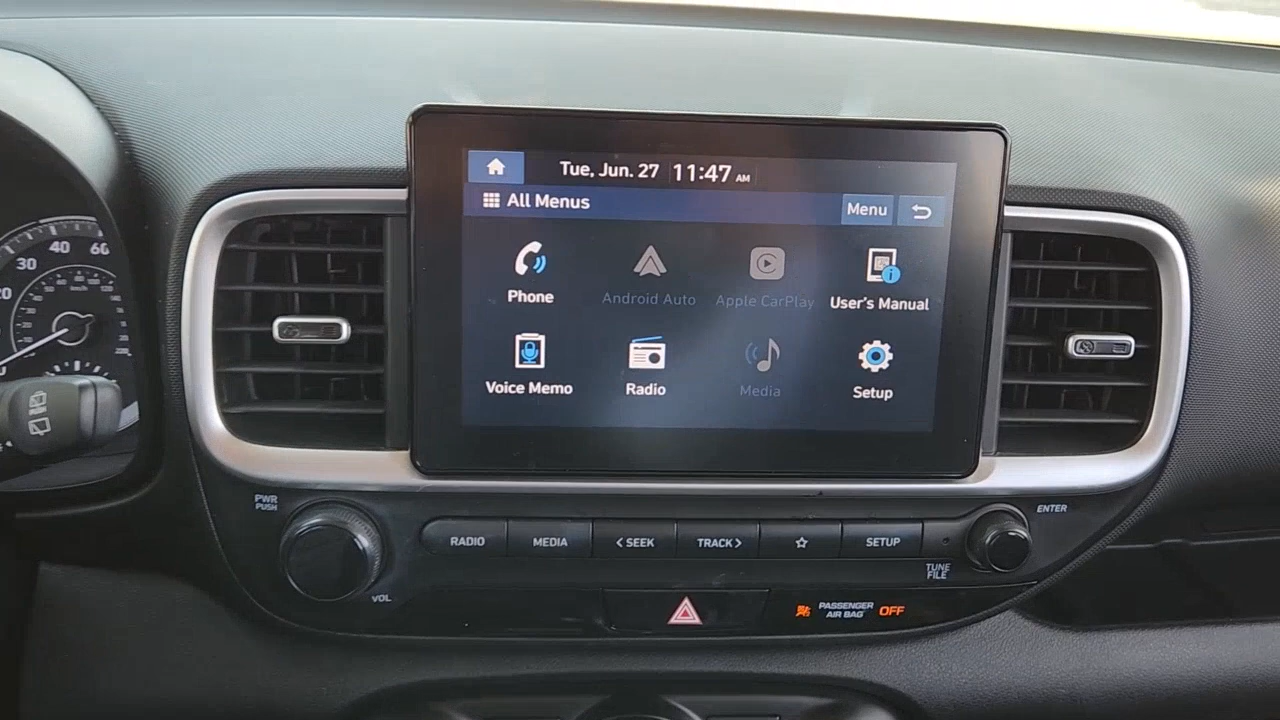 Tue, Jun. 27 11:47 AM
All Menus
Menu
Phone
Android Auto
Apple CarPlay
User's Manual
Voice Memo
Radio
Media
Setup
20
30
40
60
km/h
PWR
PUSH
VOL
RADIO
MEDIA
< SEEK
TRACK >
SETUP
ENTER
TUNE
FILE
PASSENGER
AIR BAG
OFF